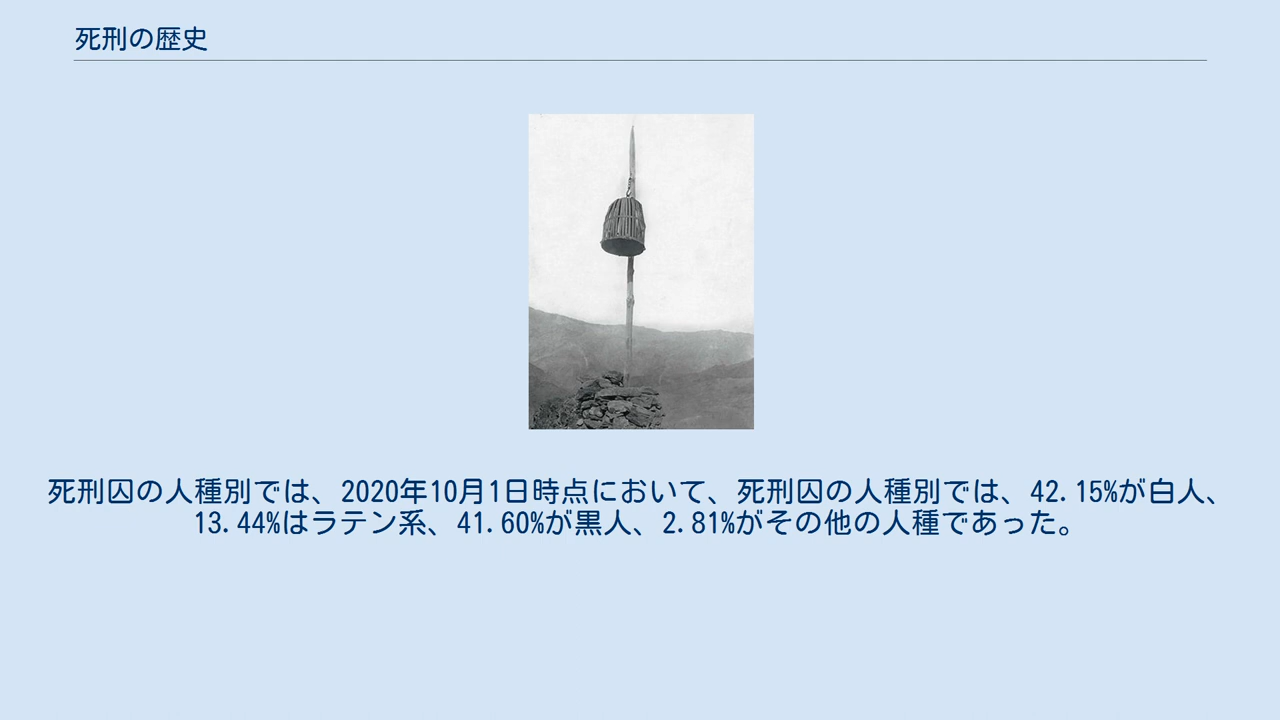 死刑の歴史
死刑囚の人種別では、2020年10月1日時点において、死刑囚の人種別では、42.15%が白人、
13.44%はラテン系、41.60%が黒人、2.81%がその他の人種であった。